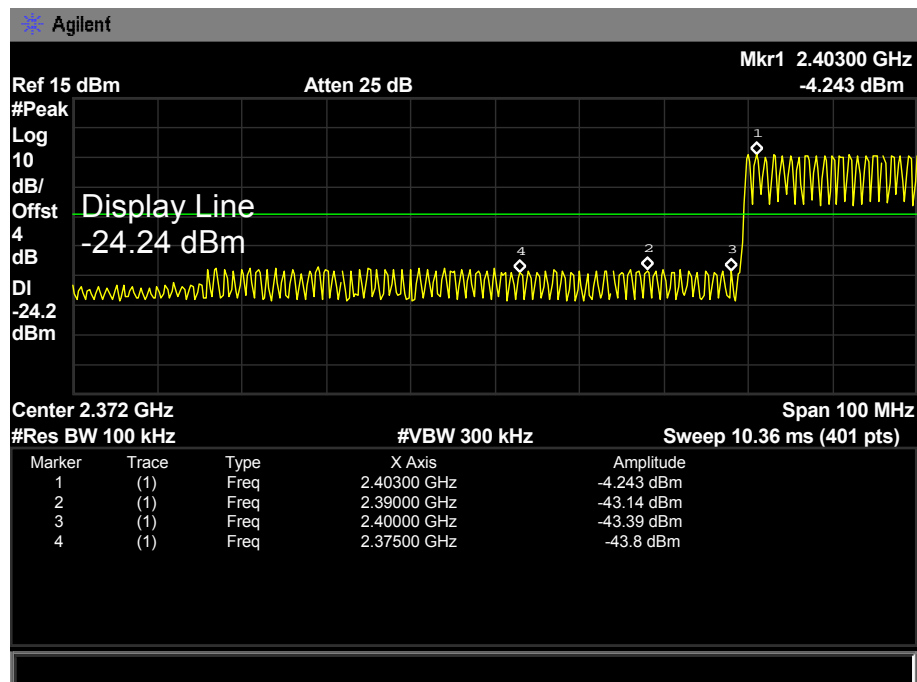 Agilent
Mkr1 2.40300 GHz
Ref 15 dBm Atten 25 dB -4.243 dBm
#Peak
Log
10
dB/
Offst
4
dB
DI
-24.2
dBm
Display Line
-24.24 dBm
1
4 2 3
Center 2.372 GHz Span 100 MHz
#Res BW 100 kHz #VBW 300 kHz Sweep 10.36 ms (401 pts)
Marker Trace Type X Axis Amplitude
1 (1) Freq 2.40300 GHz -4.243 dBm
2 (1) Freq 2.39000 GHz -43.14 dBm
3 (1) Freq 2.40000 GHz -43.39 dBm
4 (1) Freq 2.37500 GHz -43.8 dBm